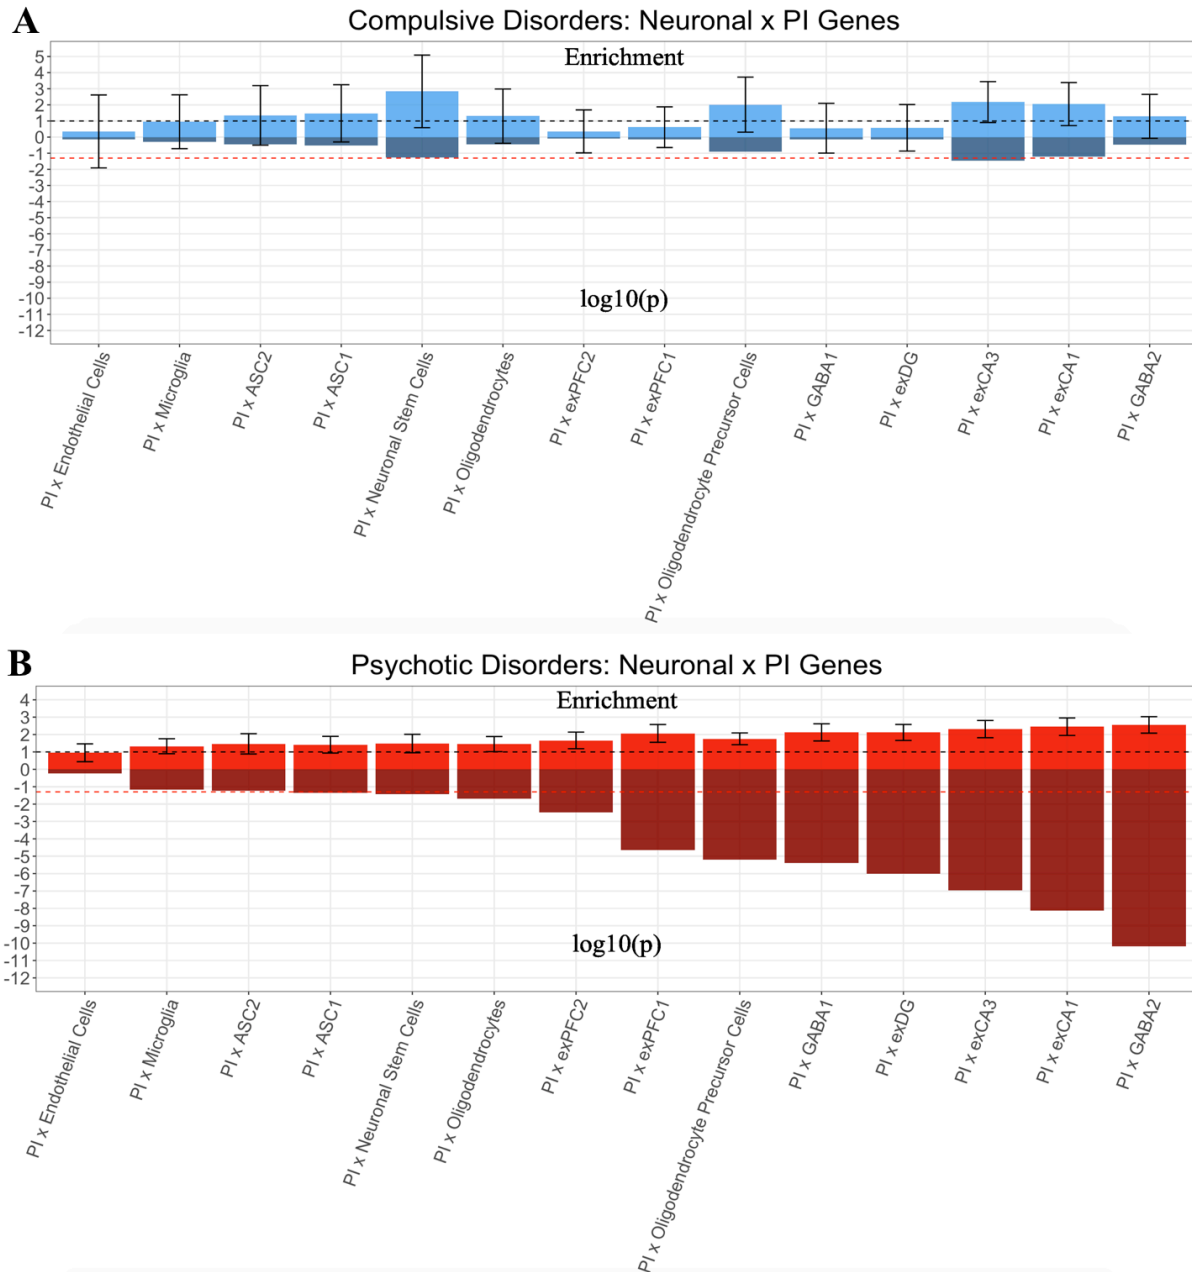 A
Compulsive Disorders: Neuronal x PI Genes
Enrichment
5
4
3
2
1
0
-1
-2
-3
-4
-5
-6
-7
-8
-9
-10
-11
-12
log10(p)
PI x Endothelial Cells
PI x Microglia
PI x ASC2
PI x ASC1
PI x Neuronal Stem Cells
PI x Oligodendrocytes
PI x exPFC2
PI x exPFC1
PI x Oligodendrocyte Precursor Cells
PI x GABA1
PI x exDG
PI x exCA3
PI x exCA1
PI x GABA2
B
Psychotic Disorders: Neuronal x PI Genes
Enrichment
4
3
2
1
0
-1
-2
-3
-4
-5
-6
-7
-8
-9
-10
-11
-12
log10(p)
PI x Endothelial Cells
PI x Microglia
PI x ASC2
PI x ASC1
PI x Neuronal Stem Cells
PI x Oligodendrocytes
PI x exPFC2
PI x exPFC1
PI x Oligodendrocyte Precursor Cells
PI x GABA1
PI x exDG
PI x exCA3
PI x exCA1
PI x GABA2